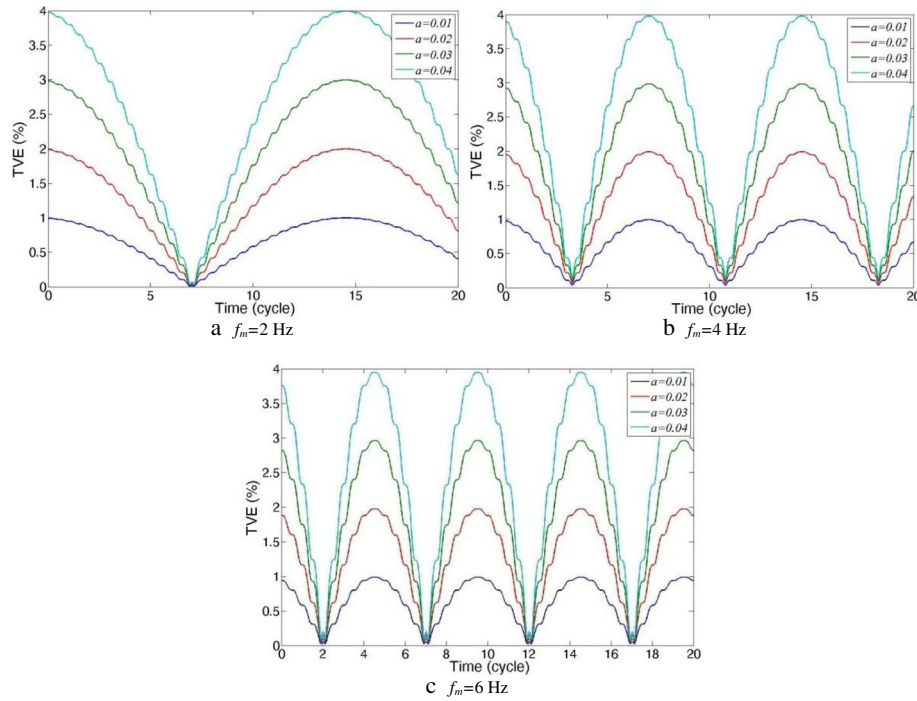 4
3.5
3
2.5
2
1.5
1
0.5
0
TVE (%)
a=0.01
a=0.02
a=0.03
a=0.04
0 5 10 15 20
Time (cycle)
a fm=2 Hz
4
3.5
3
2.5
2
1.5
1
0.5
0
TVE (%)
a=0.01
a=0.02
a=0.03
a=0.04
0 5 10 15 20
Time (cycle)
b fm=4 Hz
4
3.5
3
2.5
2
1.5
1
0.5
0
TVE (%)
a=0.01
a=0.02
a=0.03
a=0.04
0 2 4 6 8 10 12 14 16 18 20
Time (cycle)
c fm=6 Hz